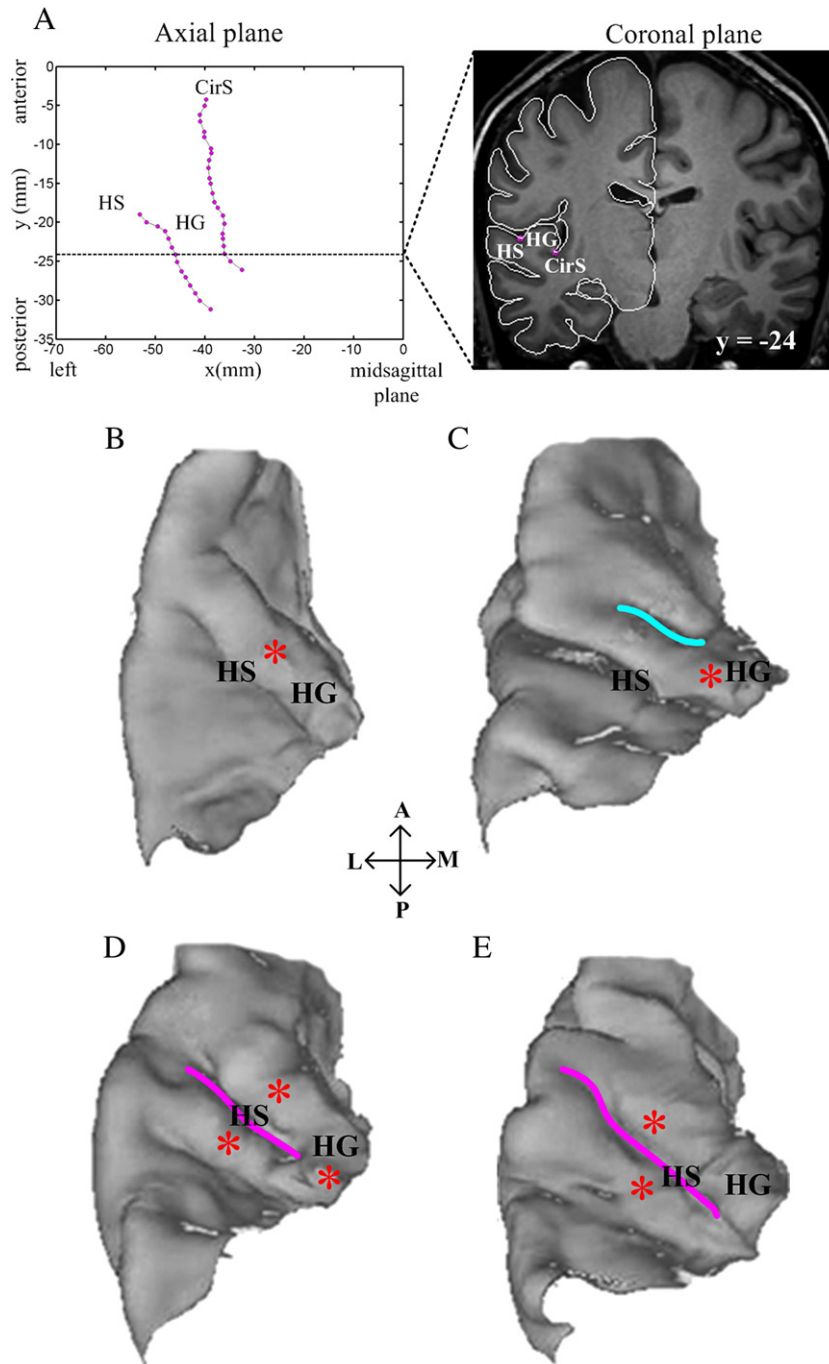 A
Axial plane
Coronal plane
anterior
y (mm)
posterior
0
-5
-10
-15
-20
-25
-30
-35
CirS
HS
HG
-70
-60
-50
-40
-30
-20
-10
0
left
x(mm)
midsagittal
plane
HS
HG
CirS
y = -24
B
HS
*
HG
C
HS
*
HG
A
L
M
P
D
*
HS
*
HG
*
E
*
HS
*
HG